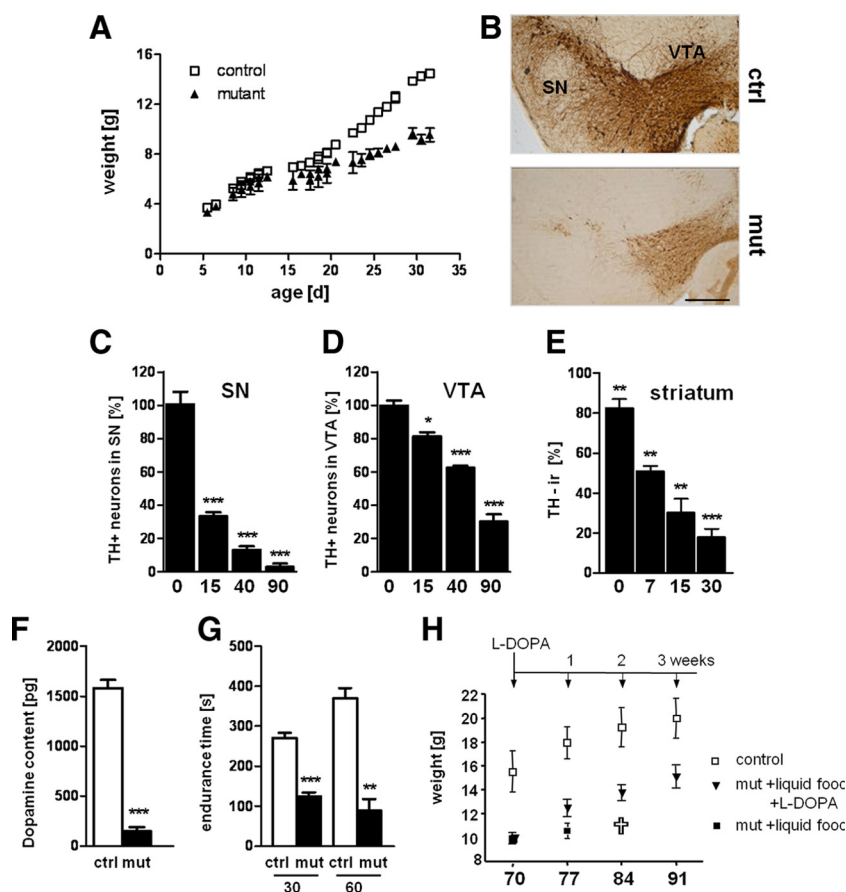 A
weight [g]
16
12
8
4
0
control
mutant
0 5 10 15 20 25 30 35
age [d]
B
SN
VTA
ctrl
mut
C
TH+ neurons in SN [%]
SN
120
100
80
60
40
20
0
***
***
***
0 15 40 90
D
TH+ neurons in VTA [%]
VTA
120
100
80
60
40
20
0
*
***
***
0 15 40 90
E
TH - ir [%]
striatum
100
80
60
40
20
0
**
**
**
***
0 7 15 30
F
Dopamine content [pg]
2000
1500
1000
500
0
***
ctrl mut
G
endurance time [s]
500
400
300
200
100
0
***
**
ctrl mut ctrl mut
30 60
H
L-DOPA
1 2 3 weeks
weight [g]
22
20
18
16
14
12
10
8
70 77 84 91
control
mut +liquid food
+L-DOPA
mut +liquid food